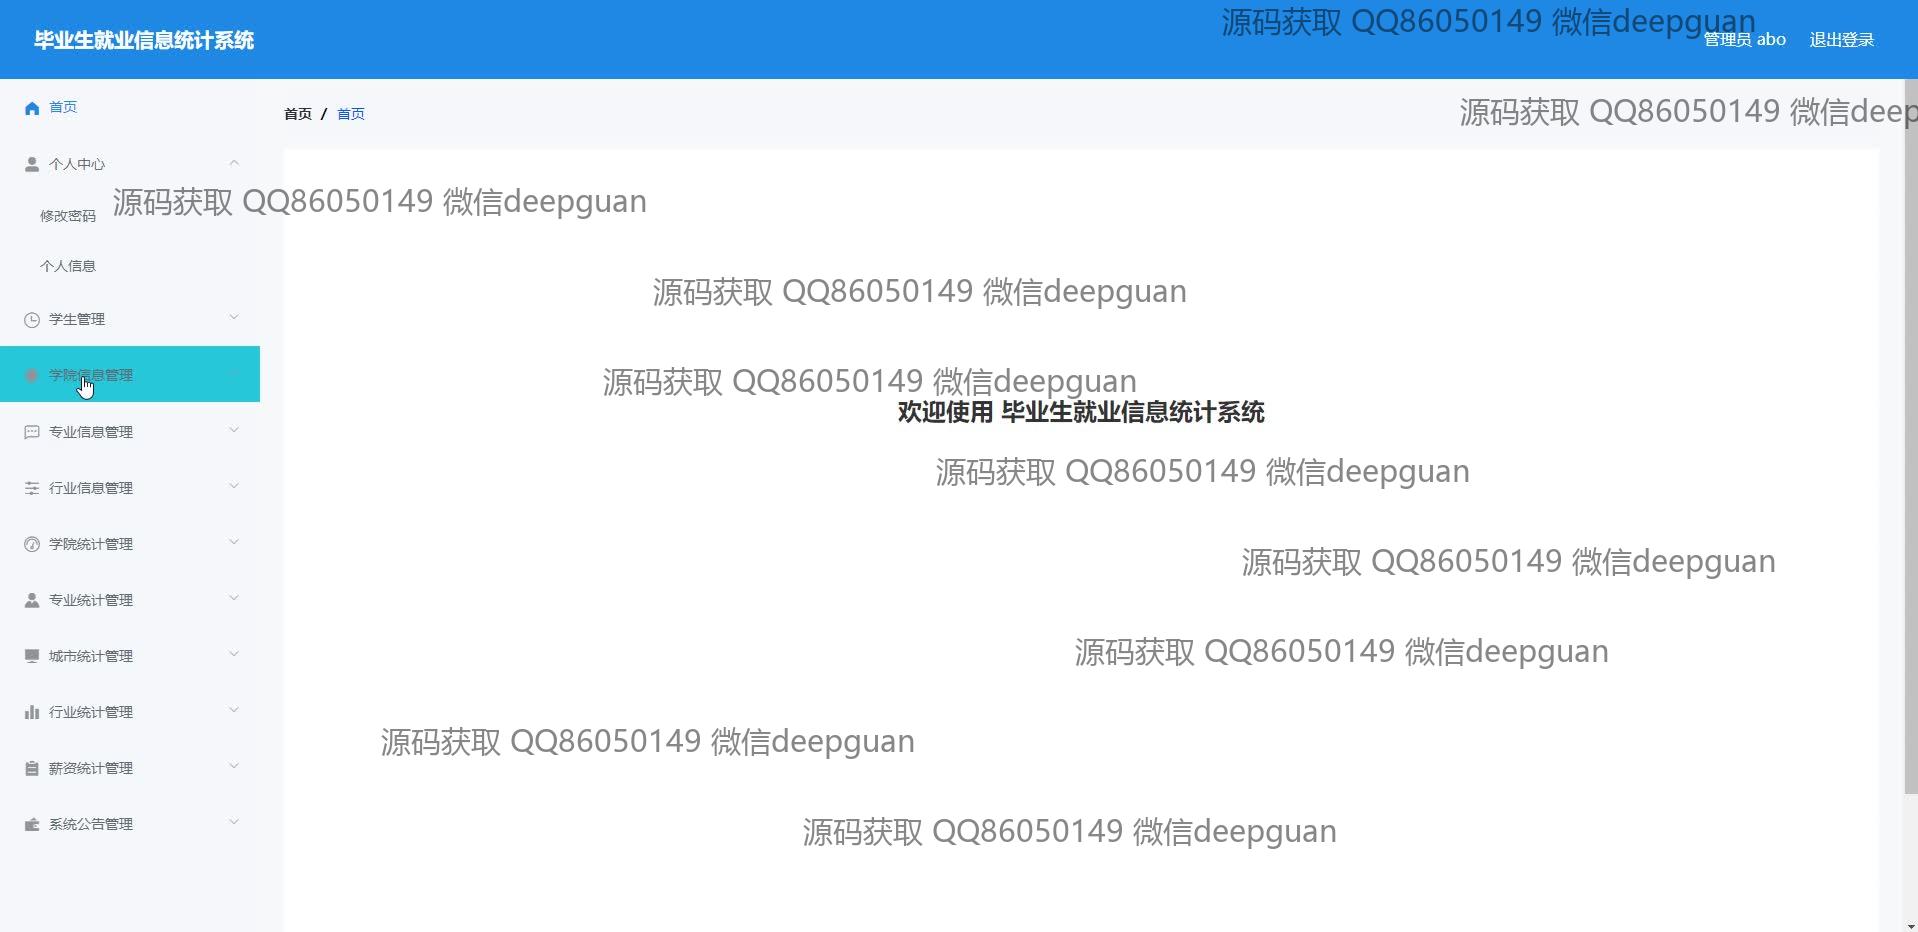 毕业生就业信息统计系统
源码获取 QQ86050149 微信deepguan
管理员 abo
退出登录
首页
首页 / 首页
源码获取 QQ86050149 微信deep
个人中心
源码获取 QQ86050149 微信deepguan
修改密码
个人信息
源码获取 QQ86050149 微信deepguan
学生管理
学院信息管理
源码获取 QQ86050149 微信deepguan
欢迎使用 毕业生就业信息统计系统
专业信息管理
源码获取 QQ86050149 微信deepguan
行业信息管理
学院统计管理
源码获取 QQ86050149 微信deepguan
专业统计管理
城市统计管理
源码获取 QQ86050149 微信deepguan
行业统计管理
源码获取 QQ86050149 微信deepguan
薪资统计管理
系统公告管理
源码获取 QQ86050149 微信deepguan